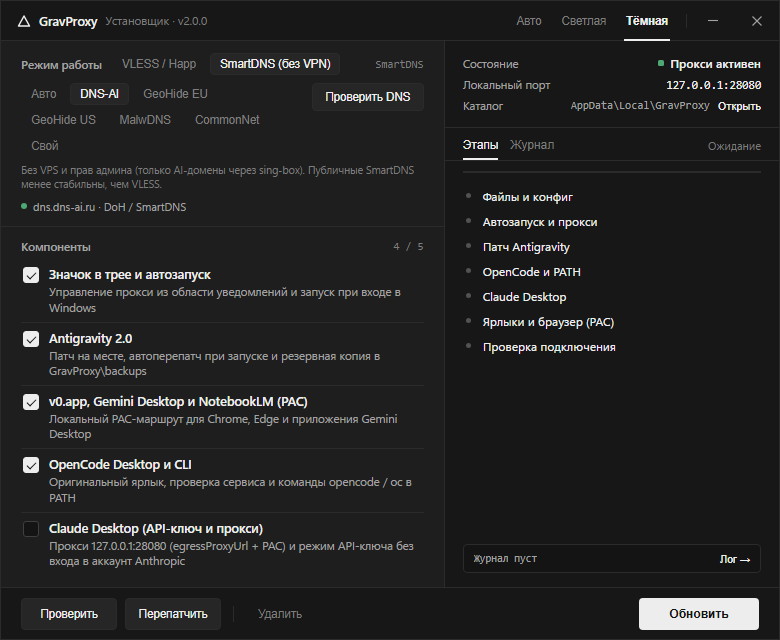 GravProxy Установщик · v2.0.0
Авто Светлая Тёмная
Режим работы VLESS / Happ SmartDNS (без VPN) SmartDNS
Авто DNS-AI GeoHide EU Проверить DNS
GeoHide US MalwDNS CommonNet
Свой
Без VPS и прав админа (только AI-домены через sing-box). Публичные SmartDNS
менее стабильны, чем VLESS.
dns.dns-ai.ru · DoH / SmartDNS
Компоненты 4 / 5
Значок в трее и автозапуск
Управление прокси из области уведомлений и запуск при входе в
Windows
Antigravity 2.0
Патч на месте, автоперепатч при запуске и резервная копия в
GravProxy\backups
v0.app, Gemini Desktop и NotebookLM (PAC)
Локальный PAC-маршрут для Chrome, Edge и приложения Gemini
Desktop
OpenCode Desktop и CLI
Оригинальный ярлык, проверка сервиса и команды opencode / oc в
PATH
Claude Desktop (API-ключ и прокси)
Прокси 127.0.0.1:28080 (egressProxyUrl + PAC) и режим API-ключа без
входа в аккаунт Anthropic
Состояние Прокси активен
Локальный порт 127.0.0.1:28080
Каталог AppData\Local\GravProxy Открыть
Этапы Журнал Ожидание
Файлы и конфиг
Автозапуск и прокси
Патч Antigravity
OpenCode и PATH
Claude Desktop
Ярлыки и браузер (PAC)
Проверка подключения
Журнал пуст Лог →
Проверить Перепатчить Удалить Обновить